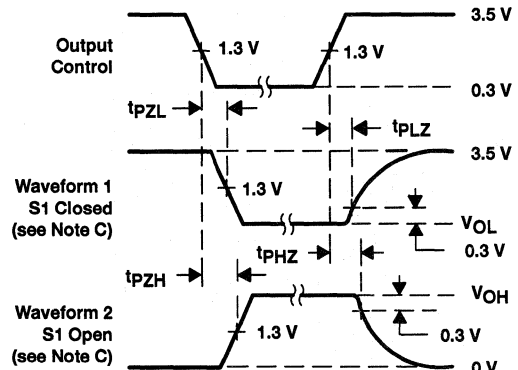 3.5 V
Output
Control
1.3 V
1.3 V
0.3 V
tPZL
tPLZ
3.5 V
Waveform 1
S1 Closed
(see Note C)
1.3 V
VOL
0.3 V
tPHZ
tPZH
VOH
Waveform 2
S1 Open
(see Note C)
1.3 V
0.3 V
0 V